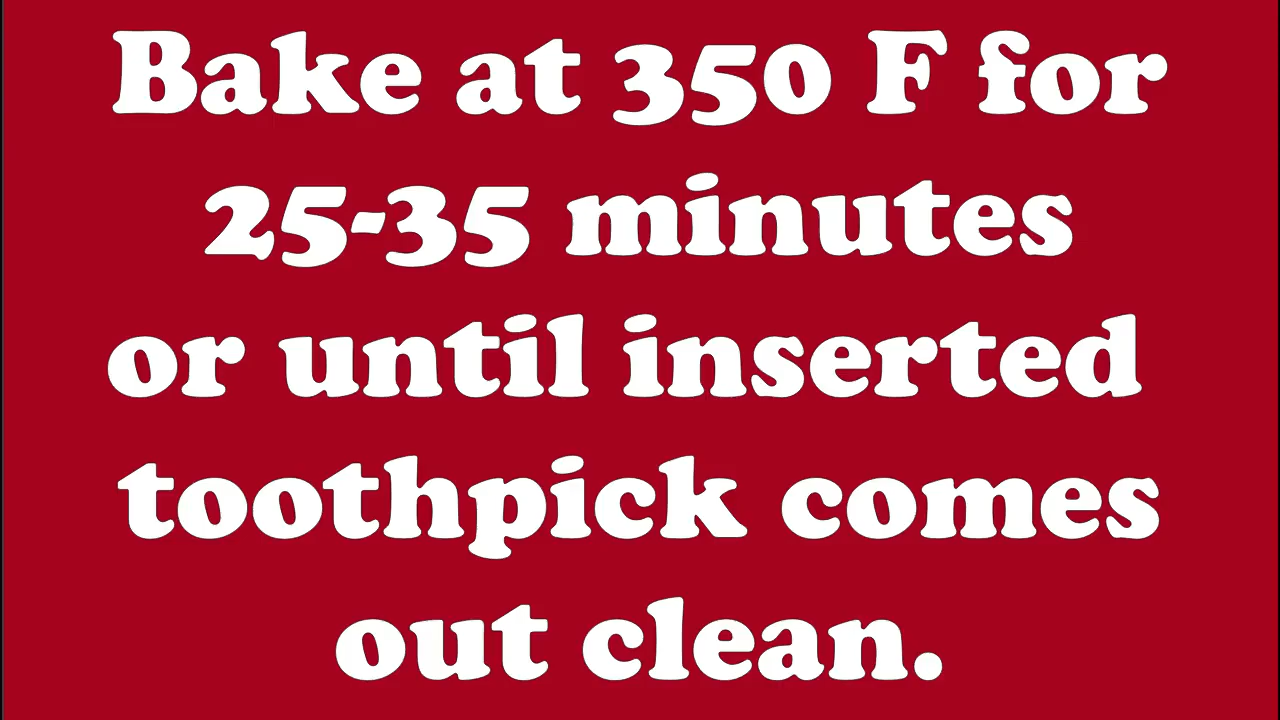 Bake at 350 F for
25-35 minutes
or until inserted
toothpick comes
out clean.